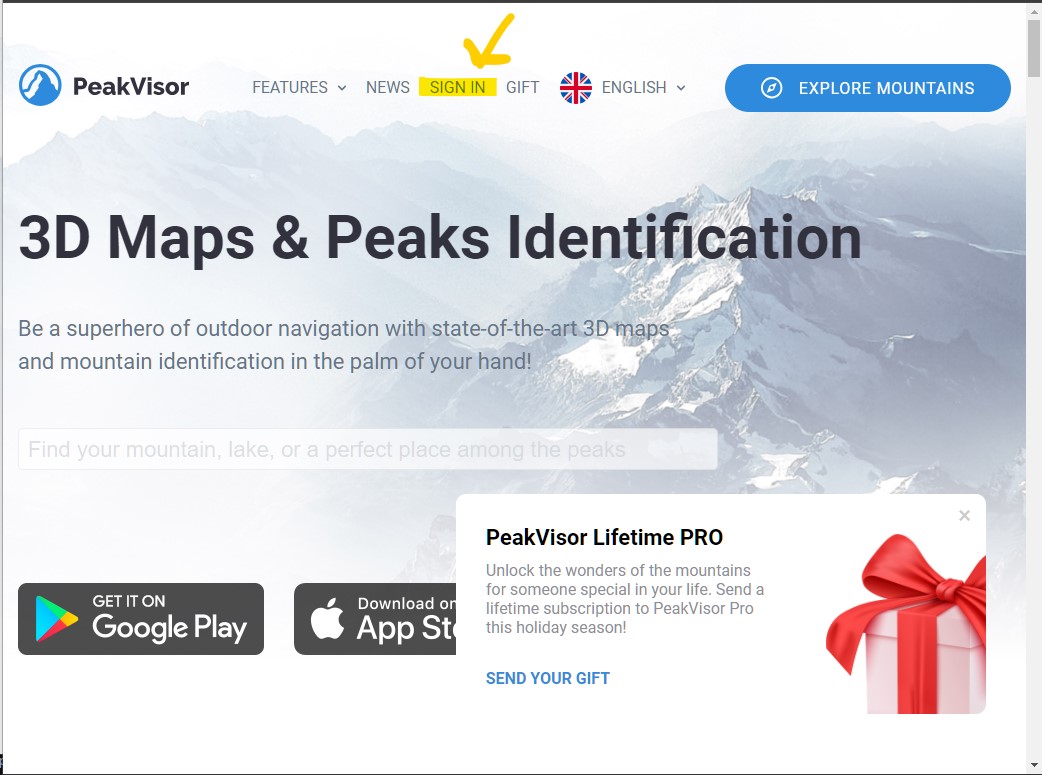 PeakVisor
FEATURES
NEWS
SIGN IN
GIFT
ENGLISH
EXPLORE MOUNTAINS
3D Maps & Peaks Identification
Be a superhero of outdoor navigation with state-of-the-art 3D maps
and mountain identification in the palm of your hand!
Find your mountain, lake, or a perfect place among the peaks
GET IT ON
Google Play
Download on
App Sto
PeakVisor Lifetime PRO
Unlock the wonders of the mountains
for someone special in your life. Send a
lifetime subscription to PeakVisor Pro
this holiday season!
SEND YOUR GIFT